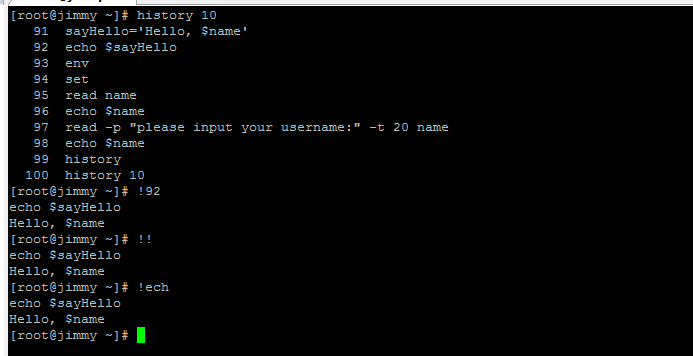 [root@jimmy ~]# history 10
91 sayHello='Hello, $name'
92 echo $sayHello
93 env
94 set
95 read name
96 echo $name
97 read -p "please input your username:" -t 20 name
98 echo $name
99 history
100 history 10
[root@jimmy ~]# !92
echo $sayHello
Hello, $name
[root@jimmy ~]# !!
echo $sayHello
Hello, $name
[root@jimmy ~]# !ech
echo $sayHello
Hello, $name
[root@jimmy ~]#